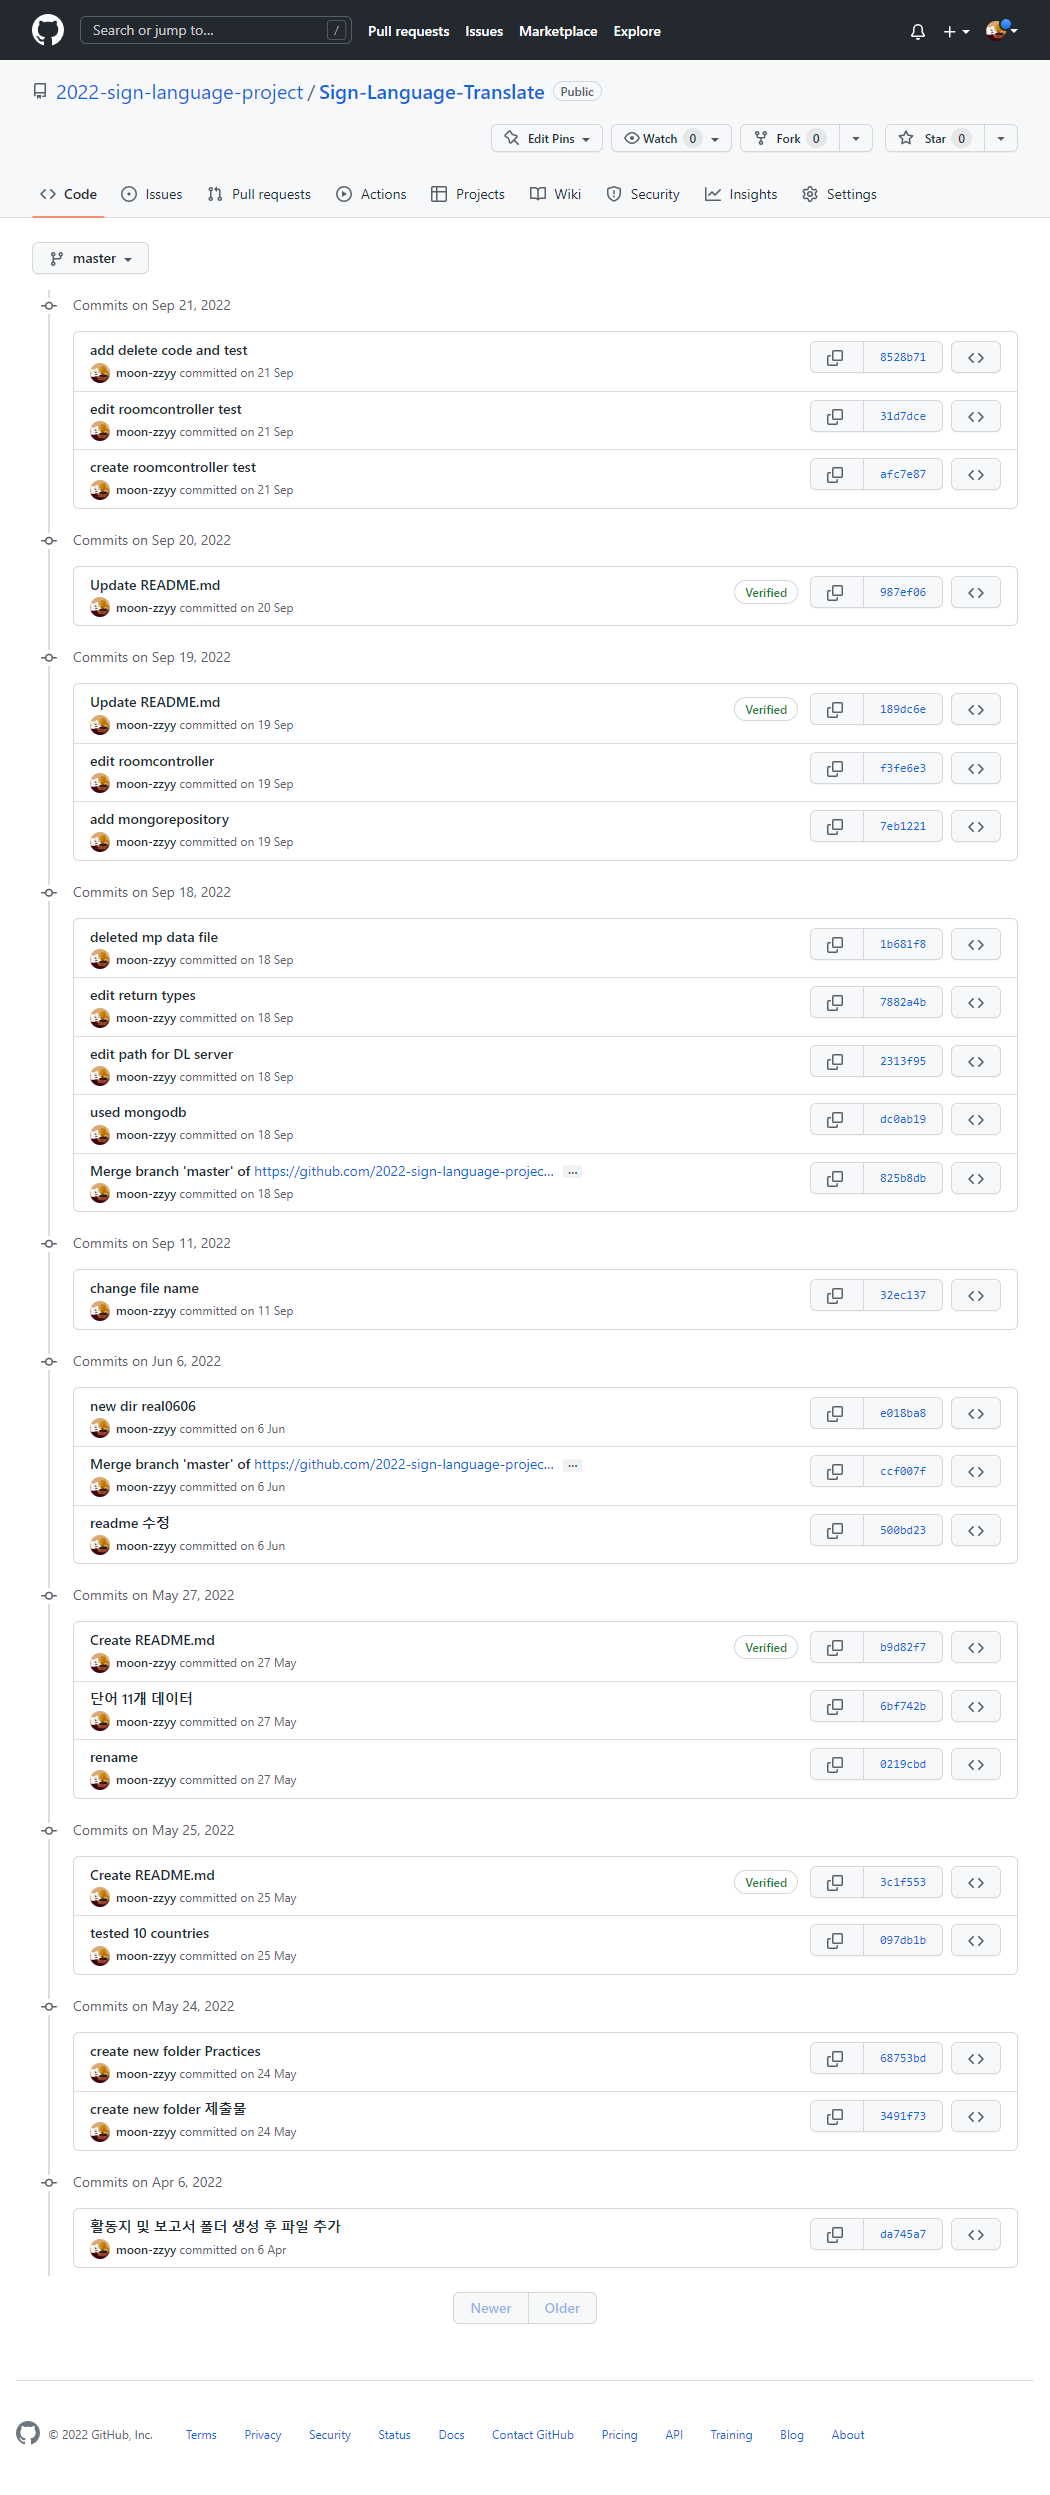 Search or jump to... / Pull requests Issues Marketplace Explore
2022-sign-language-project / Sign-Language-Translate Public
Edit Pins Watch 0 Fork 0 Star 0
Code Issues Pull requests Actions Projects Wiki Security Insights Settings
master
Commits on Sep 21, 2022
add delete code and test
moon-zzyy committed on 21 Sep
8528b71
edit roomcontroller test
moon-zzyy committed on 21 Sep
31d7dce
create roomcontroller test
moon-zzyy committed on 21 Sep
afc7e87
Commits on Sep 20, 2022
Update README.md
moon-zzyy committed on 20 Sep
Verified 987ef06
Commits on Sep 19, 2022
Update README.md
moon-zzyy committed on 19 Sep
Verified 189dc6e
edit roomcontroller
moon-zzyy committed on 19 Sep
f3fe6e3
add mongorepository
moon-zzyy committed on 19 Sep
7eb1221
Commits on Sep 18, 2022
deleted mp data file
moon-zzyy committed on 18 Sep
1b681f8
edit return types
moon-zzyy committed on 18 Sep
7882a4b
edit path for DL server
moon-zzyy committed on 18 Sep
2313f95
used mongodb
moon-zzyy committed on 18 Sep
dc0ab19
Merge branch 'master' of https://github.com/2022-sign-language-projec... ...
moon-zzyy committed on 18 Sep
825b8db
Commits on Sep 11, 2022
change file name
moon-zzyy committed on 11 Sep
32ec137
Commits on Jun 6, 2022
new dir real0606
moon-zzyy committed on 6 Jun
e018ba8
Merge branch 'master' of https://github.com/2022-sign-language-projec... ...
moon-zzyy committed on 6 Jun
ccf007f
readme 수정
moon-zzyy committed on 6 Jun
500bd23
Commits on May 27, 2022
Create README.md
moon-zzyy committed on 27 May
Verified b9d82f7
단어 11개 데이터
moon-zzyy committed on 27 May
6bf742b
rename
moon-zzyy committed on 27 May
0219cbd
Commits on May 25, 2022
Create README.md
moon-zzyy committed on 25 May
Verified 3c1f553
tested 10 countries
moon-zzyy committed on 25 May
097db1b
Commits on May 24, 2022
create new folder Practices
moon-zzyy committed on 24 May
68753bd
create new folder 제출물
moon-zzyy committed on 24 May
3491f73
Commits on Apr 6, 2022
활동지 및 보고서 폴더 생성 후 파일 추가
moon-zzyy committed on 6 Apr
da745a7
Newer Older
© 2022 GitHub, Inc. Terms Privacy Security Status Docs Contact GitHub Pricing API Training Blog About